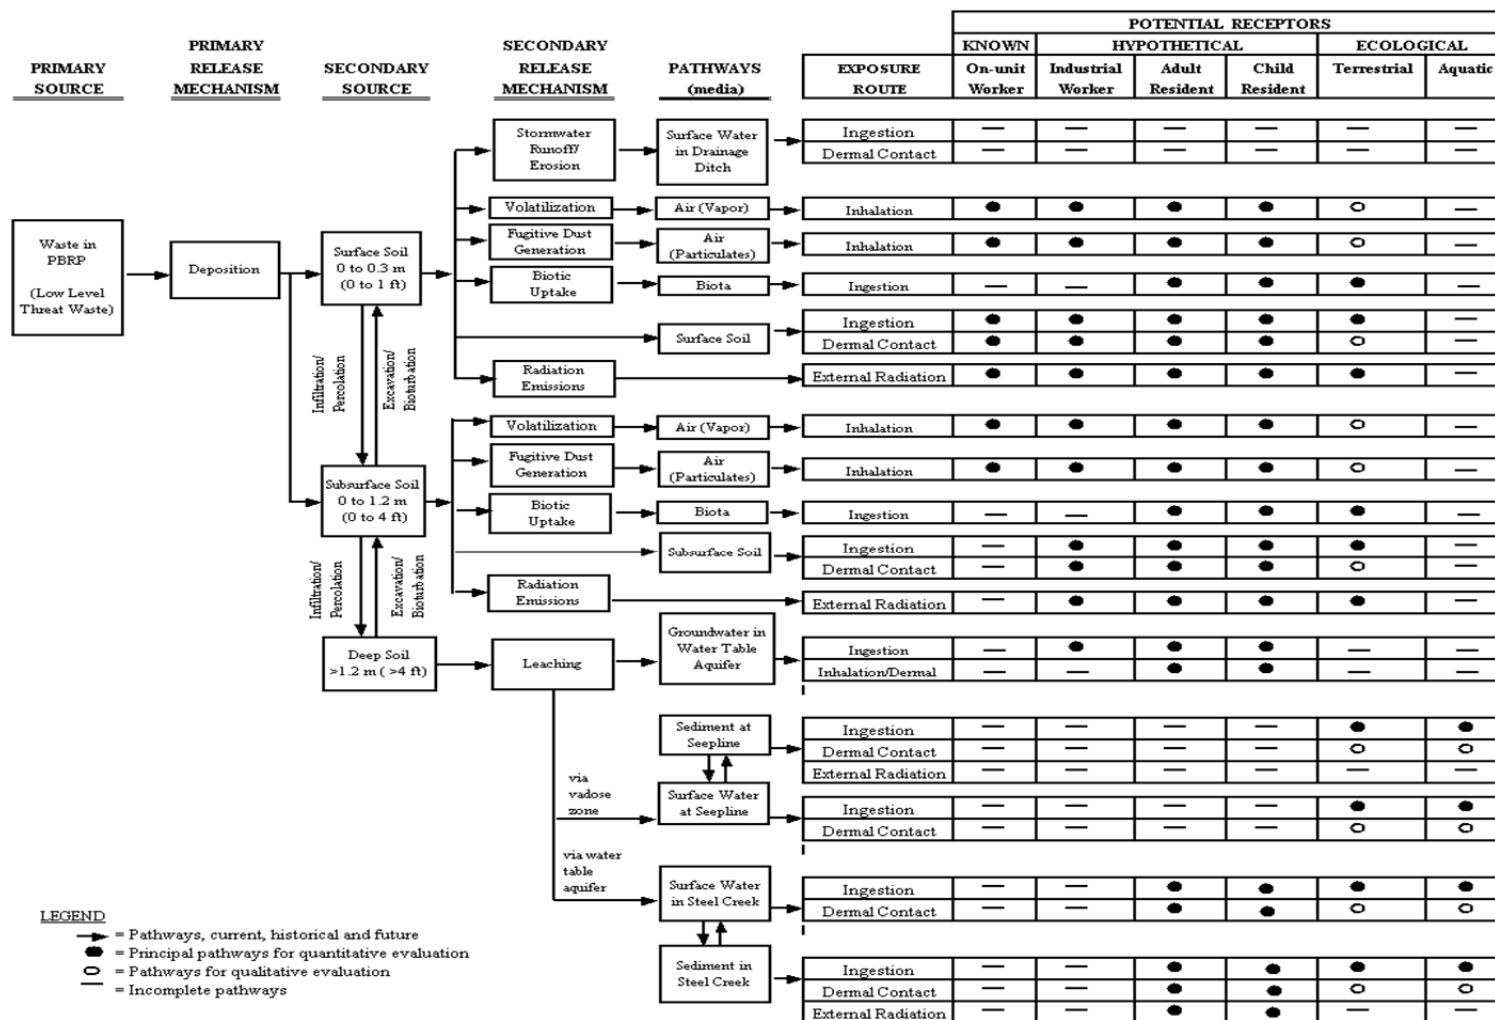 POTENTIAL RECEPTORS
KNOWN HYPOTHETICAL ECOLOGICAL
PRIMARY SOURCE
PRIMARY RELEASE MECHANISM
SECONDARY SOURCE
SECONDARY RELEASE MECHANISM
PATHWAYS (media)
EXPOSURE ROUTE
On-unit Worker
Industrial Worker
Adult Resident
Child Resident
Terrestrial
Aquatic
Waste in
PBRP
(Low Level
Threat Waste)
Deposition
Surface Soil
0 to 0.3 m
(0 to 1 ft)
Infiltration/
Percolation
Excavation/
Bioturbation
Subsurface Soil
0 to 1.2 m
(0 to 4 ft)
Infiltration/
Percolation
Excavation/
Bioturbation
Deep Soil
>1.2 m ( >4 ft)
Stormwater
Runoff/
Erosion
Surface Water
in Drainage
Ditch
Ingestion
Dermal Contact
Volatilization
Air (Vapor)
Inhalation
Fugitive Dust
Generation
Air
(Particulates)
Inhalation
Biotic
Uptake
Biota
Ingestion
Surface Soil
Ingestion
Dermal Contact
Radiation
Emissions
External Radiation
Volatilization
Air (Vapor)
Inhalation
Fugitive Dust
Generation
Air
(Particulates)
Inhalation
Biotic
Uptake
Biota
Ingestion
Subsurface Soil
Ingestion
Dermal Contact
Radiation
Emissions
External Radiation
Leaching
Groundwater in
Water Table
Aquifer
Ingestion
Inhalation/Dermal
via
vadose
zone
Sediment at
Seepline
Ingestion
Dermal Contact
External Radiation
Surface Water
at Seepline
Ingestion
Dermal Contact
via water
table
aquifer
Surface Water
in Steel Creek
Ingestion
Dermal Contact
Sediment in
Steel Creek
Ingestion
Dermal Contact
External Radiation
LEGEND
= Pathways, current, historical and future
= Principal pathways for quantitative evaluation
= Pathways for qualitative evaluation
= Incomplete pathways